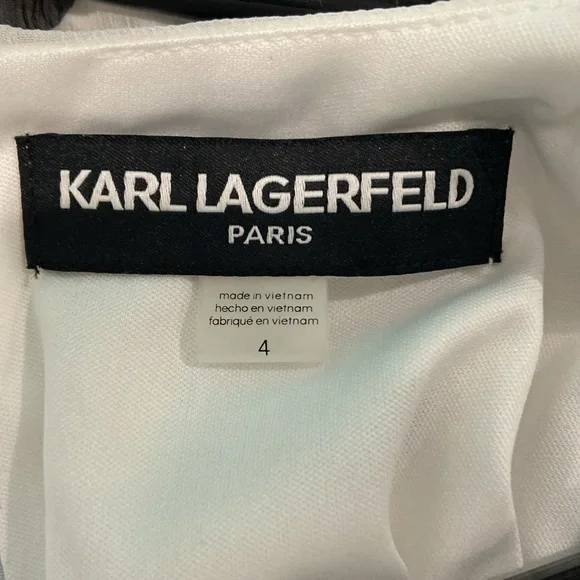 KARL LAGERFELD
PARIS
made in vietnam
hecho en vietnam
fabriqué en vietnam
4